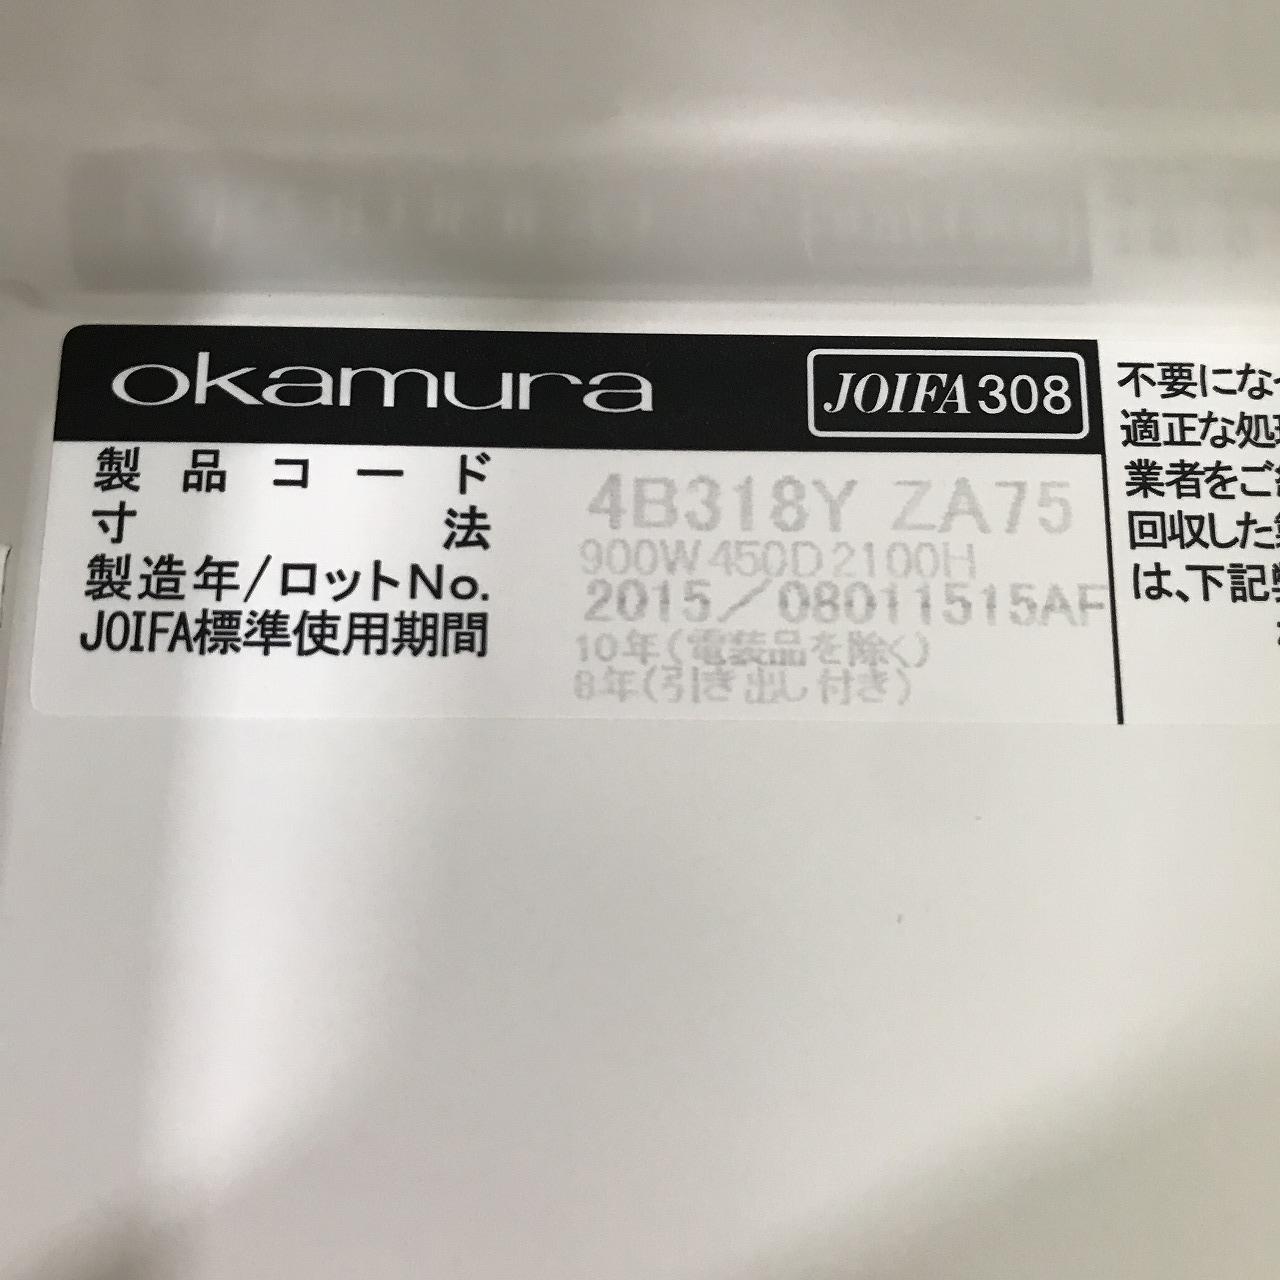 okamura JOIFA308
製品コード 4B318Y ZA75
寸法 900W450D2100H
製造年/ロットNo. 2015/08011515AF
JOIFA標準使用期間 10年(電装品を除く)
8年(引き出し付き)
不要にな
適正な処
業者をご
回収した
は、下記